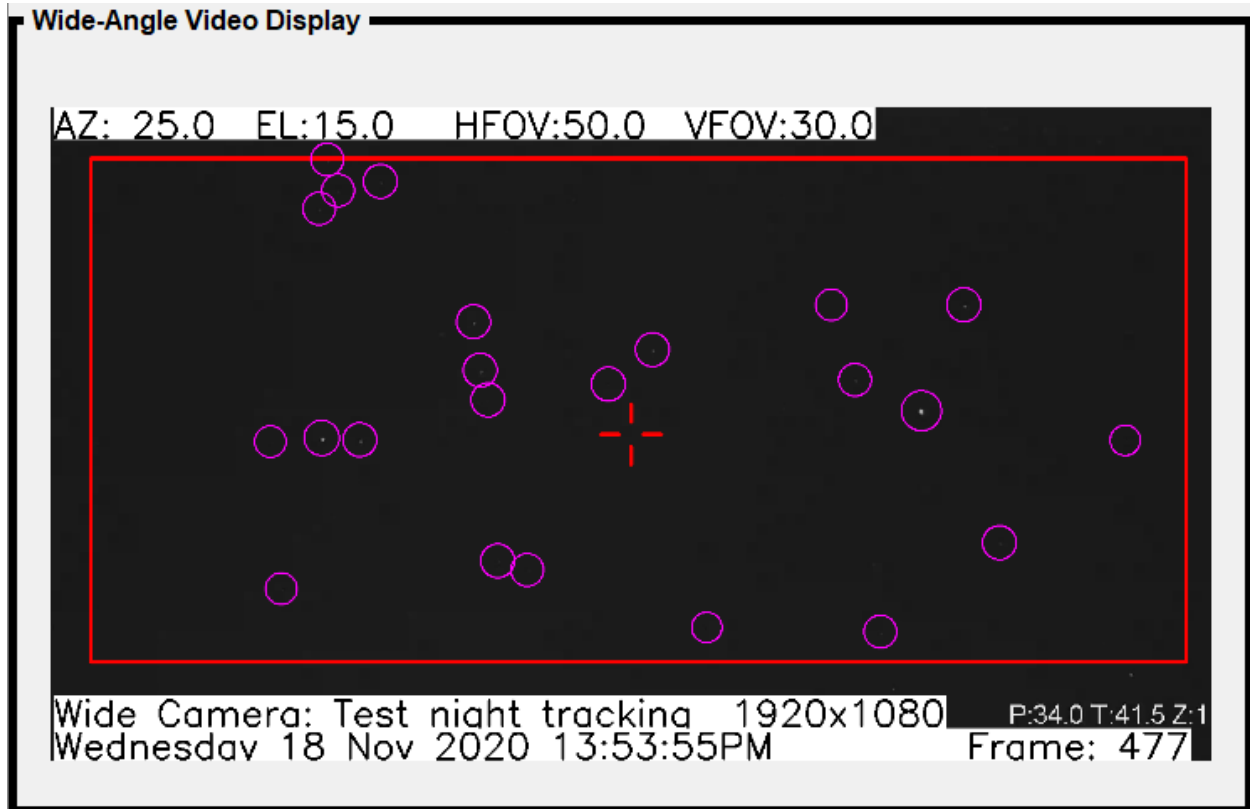 Wide-Angle Video Display
AZ: 25.0 EL:15.0 HFOV:50.0 VFOV:30.0
Wide Camera: Test night tracking 1920x1080
P:34.0 T:41.5 Z:1
Wednesday 18 Nov 2020 13:53:55PM Frame: 477